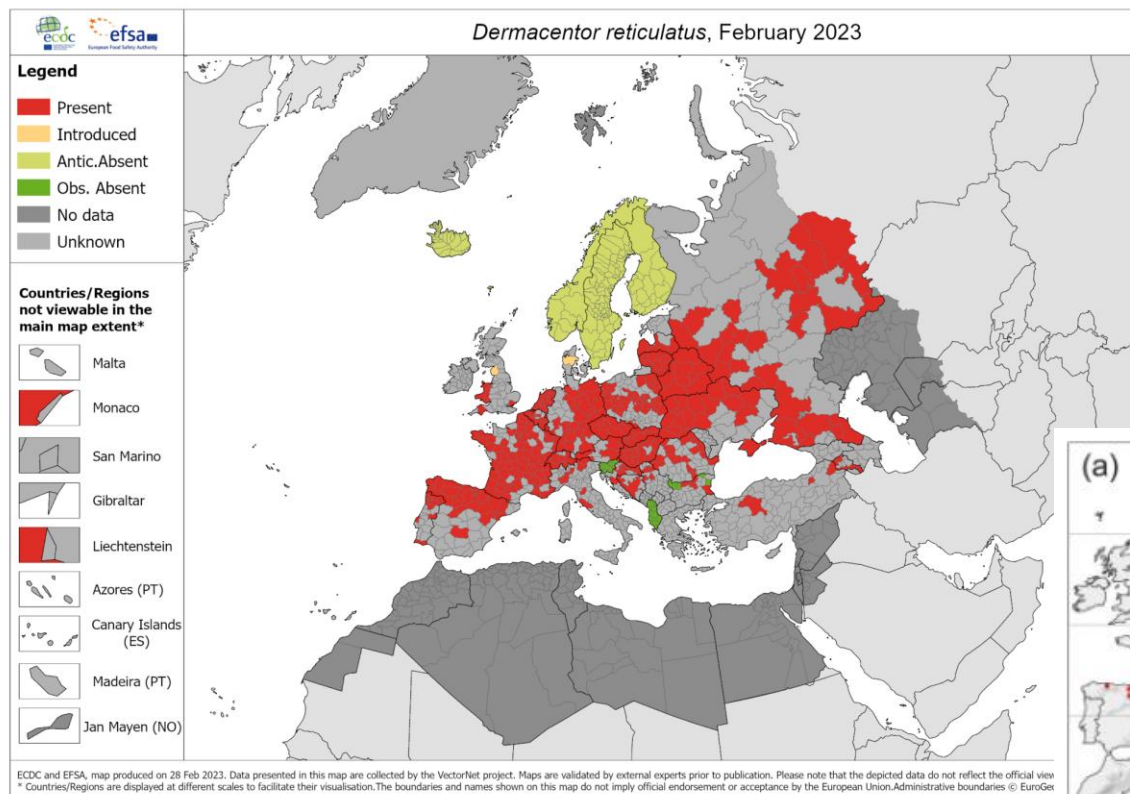 ecdc
efsa
European Food Safety Authority
Dermacentor reticulatus, February 2023
Legend
Present
Introduced
Antic.Absent
Obs. Absent
No data
Unknown
Countries/Regions
not viewable in the
main map extent*
Malta
Monaco
San Marino
Gibraltar
Liechtenstein
Azores (PT)
Canary Islands
(ES)
Madeira (PT)
Jan Mayen (NO)
(a)
ECDC and EFSA, map produced on 28 Feb 2023. Data presented in this map are collected by the VectorNet project. Maps are validated by external experts prior to publication. Please note that the depicted data do not reflect the official
* Countries/Regions are displayed at different scales to facilitate their visualisation.The boundaries and names shown on this map do not imply official endorsement or acceptance by the European Union.Administrative boundaries ©